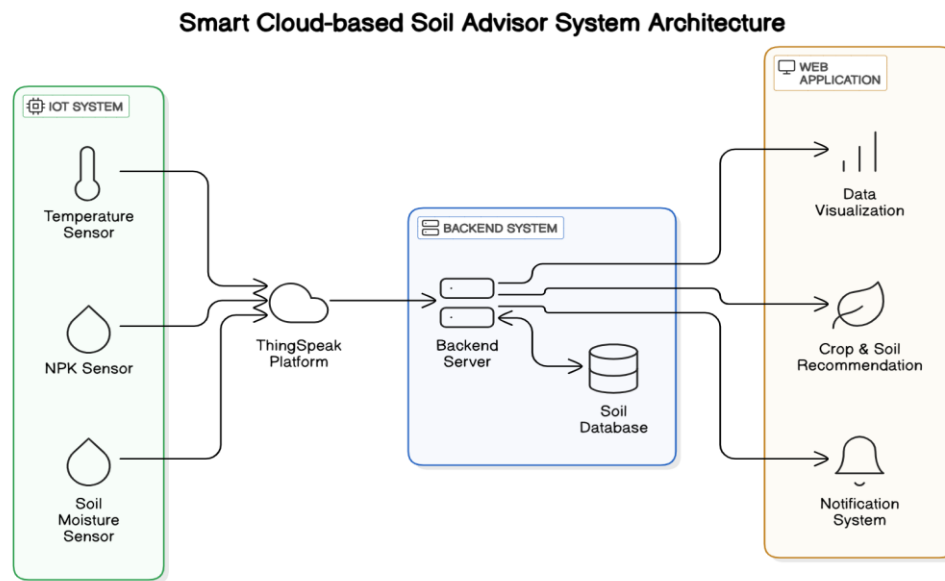 Smart Cloud-based Soil Advisor System Architecture
IOT SYSTEM
Temperature
Sensor
NPK Sensor
Soil
Moisture
Sensor
ThingSpeak
Platform
BACKEND SYSTEM
Backend
Server
Soil
Database
WEB
APPLICATION
Data
Visualization
Crop & Soil
Recommendation
Notification
System